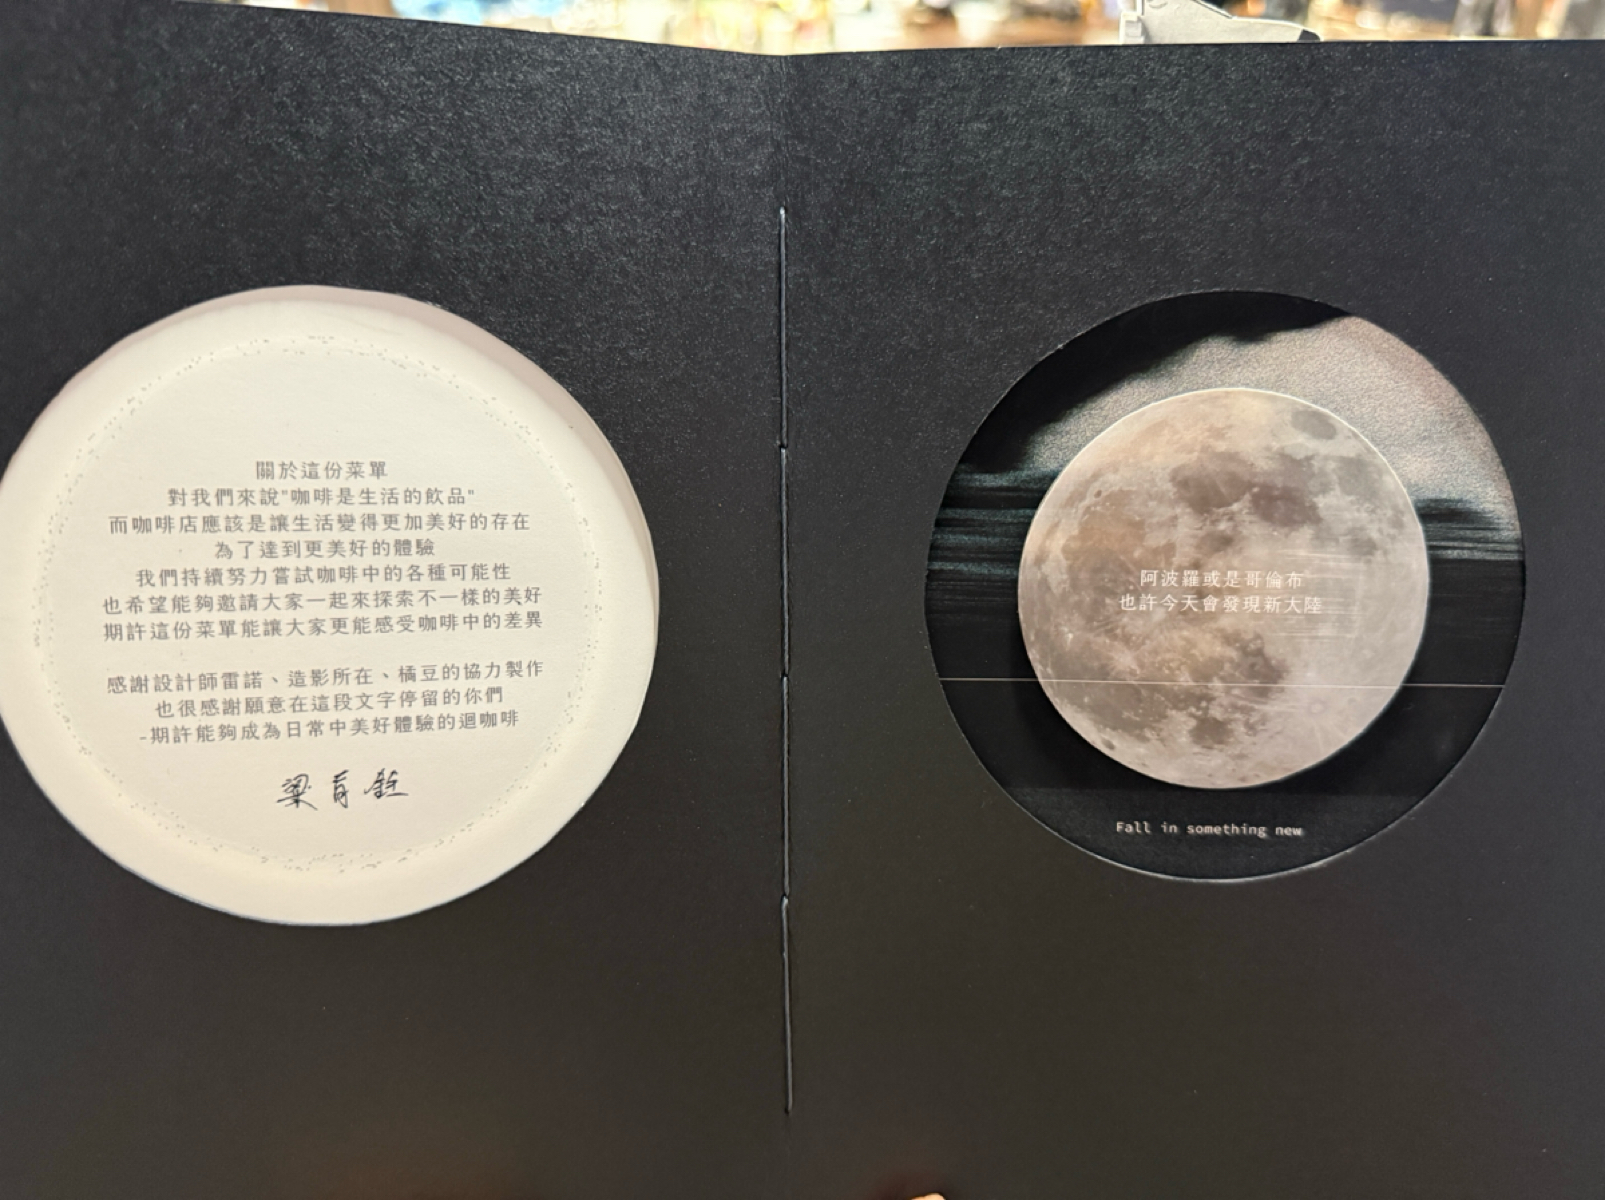 關於這份菜單
對我們來說"咖啡是生活的飲品"
而咖啡店應該是讓生活變得更加美好的存在
為了達到更美好的體驗
我們持續努力嘗試咖啡中的各種可能性
也希望能夠邀請大家一起來探索不一樣的美好
期許這份菜單能讓大家更能感受咖啡中的差異
感謝設計師雷諾、造影所在、橘豆的協力製作
也很感謝願意在這段文字停留的你們
-期許能夠成為日常中美好體驗的迴咖啡
阿波羅或是哥倫布
也許今天會發現新大陸
Fall in something new